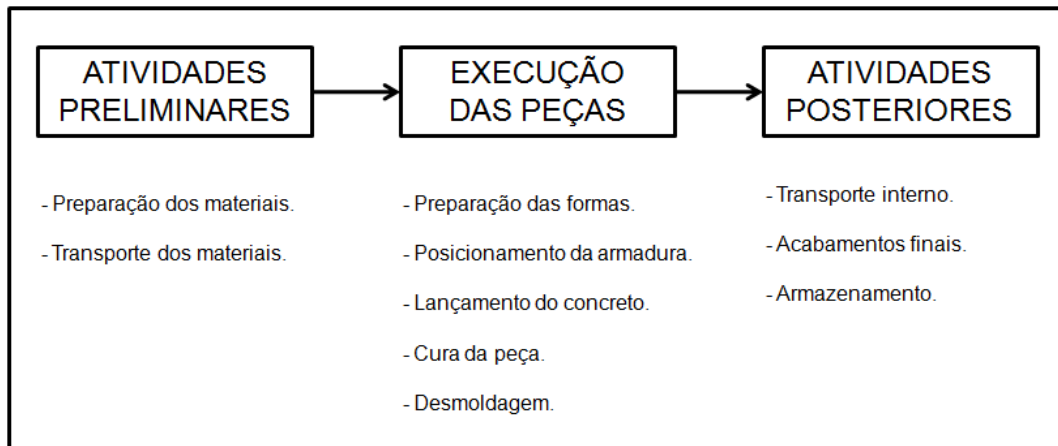 ATIVIDADES
PRELIMINARES
- Preparação dos materiais.
- Transporte dos materiais.
EXECUÇÃO
DAS PEÇAS
- Preparação das formas.
- Posicionamento da armadura.
- Lançamento do concreto.
- Cura da peça.
- Desmoldagem.
ATIVIDADES
POSTERIORES
- Transporte interno.
- Acabamentos finais.
- Armazenamento.